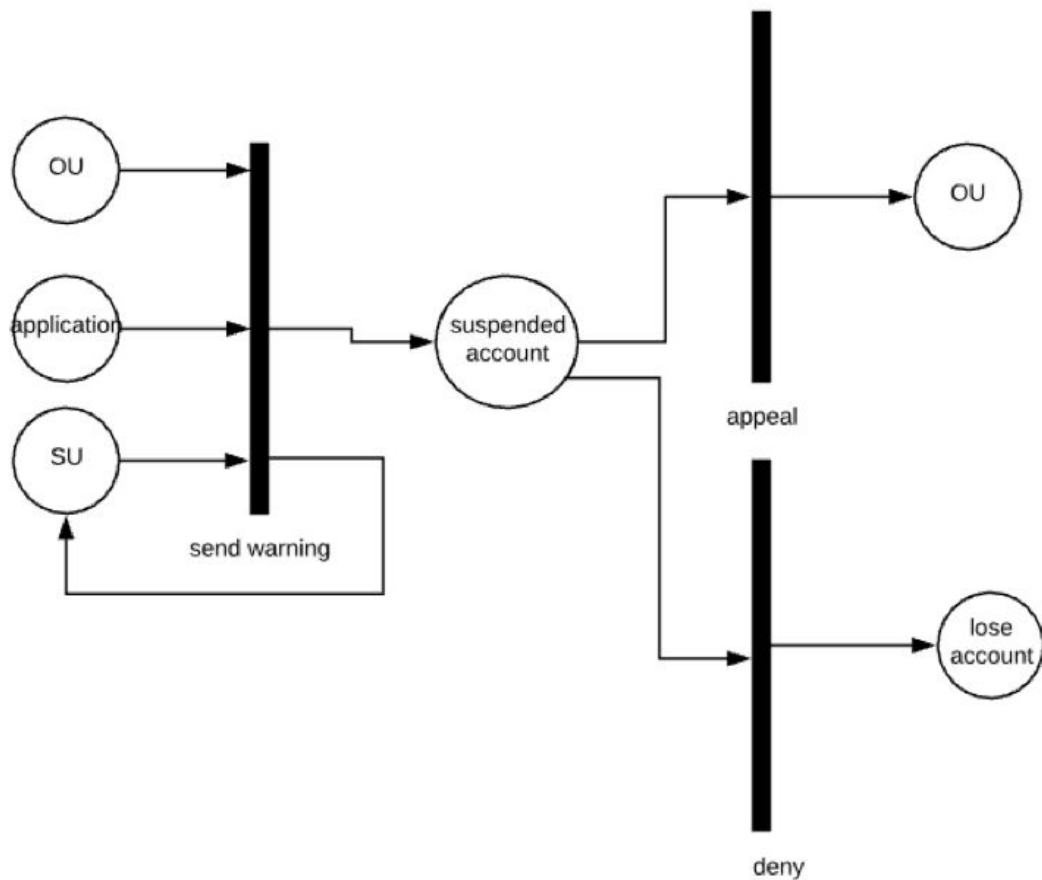 OU
application
SU
send warning
suspended
account
appeal
deny
OU
lose
account